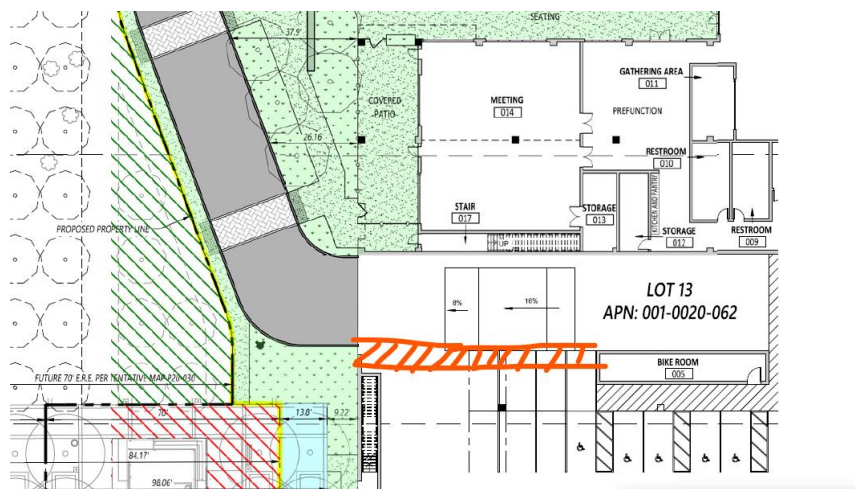 SEATING
37.9'
GATHERING AREA
011
COVERED
PATIO
MEETING
014
PREFUNCTION
26.16
RESTROOM
010
KITCHEN AND PANTRY
STAIR
017
STORAGE
013
PROPOSED PROPERTY LINE
UP
STORAGE
012
RESTROOM
009
LOT 13
APN: 001-0020-062
8%
16%
BIKE ROOM
005
FUTURE 70' E.R.E. PER TENTATIVE MAP P20-030
70'
13.8'
9.22
84.17'
98.06'